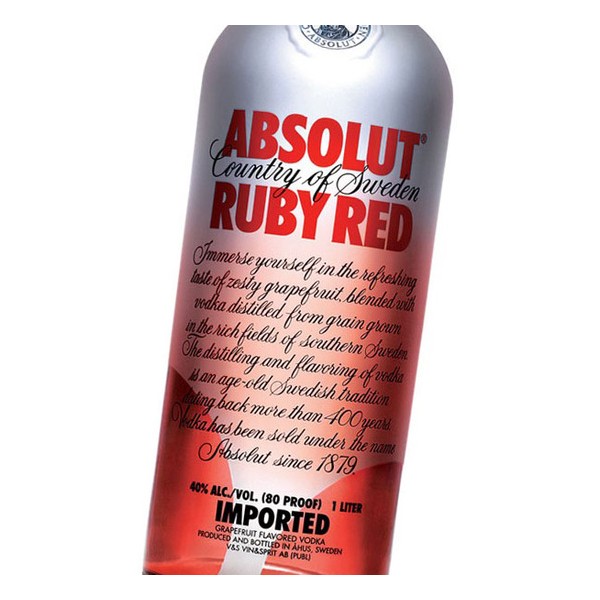 ABSOLUT
ABSOLUT®
Country of Sweden
RUBY RED
Immerse yourself in the refreshing
taste of zesty grapefruit, blended with
vodka distilled from grain grown
in the rich fields of southern Sweden.
The distilling and flavoring of vodka
is an age-old Swedish tradition
dating back more than 400 years.
Vodka has been sold under the name
Absolut since 1879.
40% ALC./VOL. (80 PROOF) 1 LITER
IMPORTED
GRAPEFRUIT FLAVORED VODKA
PRODUCED AND BOTTLED IN ÅHUS, SWEDEN
V&S VIN&SPRIT AB (PUBL)